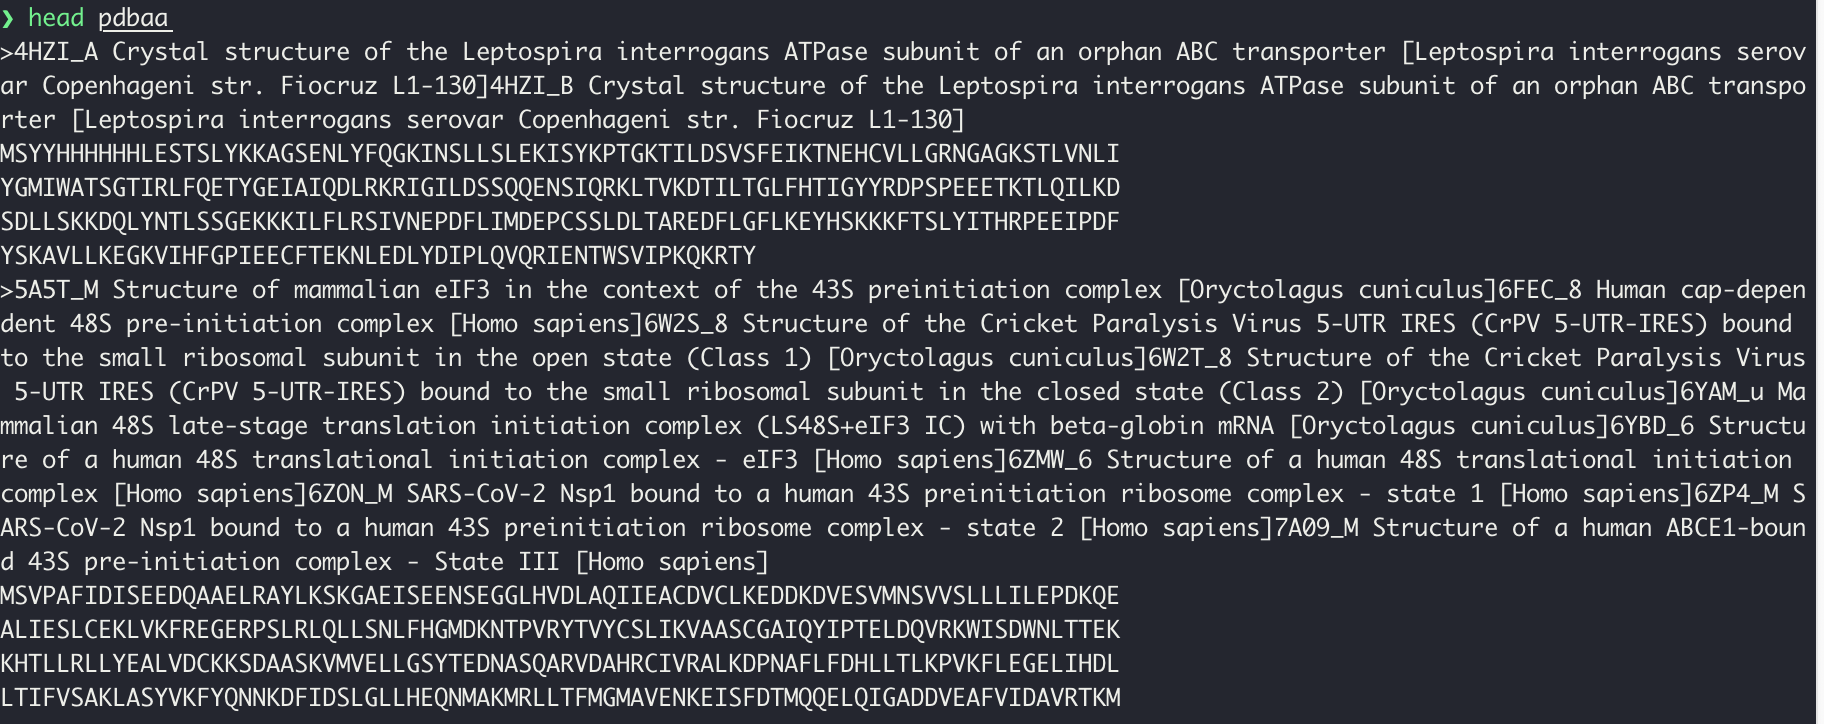 ❯ head pdbaa
>4HZI_A Crystal structure of the Leptospira interrogans ATPase subunit of an orphan ABC transporter [Leptospira interrogans serov
ar Copenhageni str. Fiocruz L1-130]4HZI_B Crystal structure of the Leptospira interrogans ATPase subunit of an orphan ABC transpo
rter [Leptospira interrogans serovar Copenhageni str. Fiocruz L1-130]
MSYYHHHHHHLESTSLYKKAGSENLYFQGKINSLLSLEKISYKPTGKTILDSVSFEIKTNEHCVLLGRNGAGKSTLVNLI
YGMIWATSGTIRLFQETYGEIAIQDLRKRIGILDSSQQENSIQRKLTVKDTILTGLFHTIGYYRDPSPEEETKTLQILKD
SDLLSKKDQLYNTLSSGEKKKILFLRSIVNEPDFLIMDEPCSSLDLTAREDFLGFLKEYHSKKKFTSLYITHRPEEIPDF
YSKAVLLKEGKVIHFGPIEECFTEKNLEDLYDIPLQVQRIENTWSVIPKQKRTY
>5A5T_M Structure of mammalian eIF3 in the context of the 43S preinitiation complex [Oryctolagus cuniculus]6FEC_8 Human cap-depen
dent 48S pre-initiation complex [Homo sapiens]6W2S_8 Structure of the Cricket Paralysis Virus 5-UTR IRES (CrPV 5-UTR-IRES) bound
to the small ribosomal subunit in the open state (Class 1) [Oryctolagus cuniculus]6W2T_8 Structure of the Cricket Paralysis Virus
5-UTR IRES (CrPV 5-UTR-IRES) bound to the small ribosomal subunit in the closed state (Class 2) [Oryctolagus cuniculus]6YAM_u Ma
mmalian 48S late-stage translation initiation complex (LS48S+eIF3 IC) with beta-globin mRNA [Oryctolagus cuniculus]6YBD_6 Structu
re of a human 48S translational initiation complex - eIF3 [Homo sapiens]6ZMW_6 Structure of a human 48S translational initiation
complex [Homo sapiens]6ZON_M SARS-CoV-2 Nsp1 bound to a human 43S preinitiation ribosome complex - state 1 [Homo sapiens]6ZP4_M S
ARS-CoV-2 Nsp1 bound to a human 43S preinitiation ribosome complex - state 2 [Homo sapiens]7A09_M Structure of a human ABCE1-boun
d 43S pre-initiation complex - State III [Homo sapiens]
MSVPAFIDISEEDQAAELRAYLKSKGAEISEENSEGGLHVDLAQIIEACDVCLKEDDKDVESVMNSVVSLLLILEPDKQE
ALIESLCEKLVKFREGERPSLRLQLLSNLFHGMDKNTPVRYTVYCSLIKVAASCGAIQYIPTELDQVRKWISDWNLTTEK
KHTLLRLLYEALVDCKKSDAASKVMVELLGSYTEDNASQARVDAHRCIVRALKDPNAFLFDHLLTLKPVKFLEGELIHDL
LTIFVSAKLASYVKFYQNNKDFIDSLGLLHEQNMAKMRLLTFMGMAVENKEISFDTMQQELQIGADDVEAFVIDAVRTKM